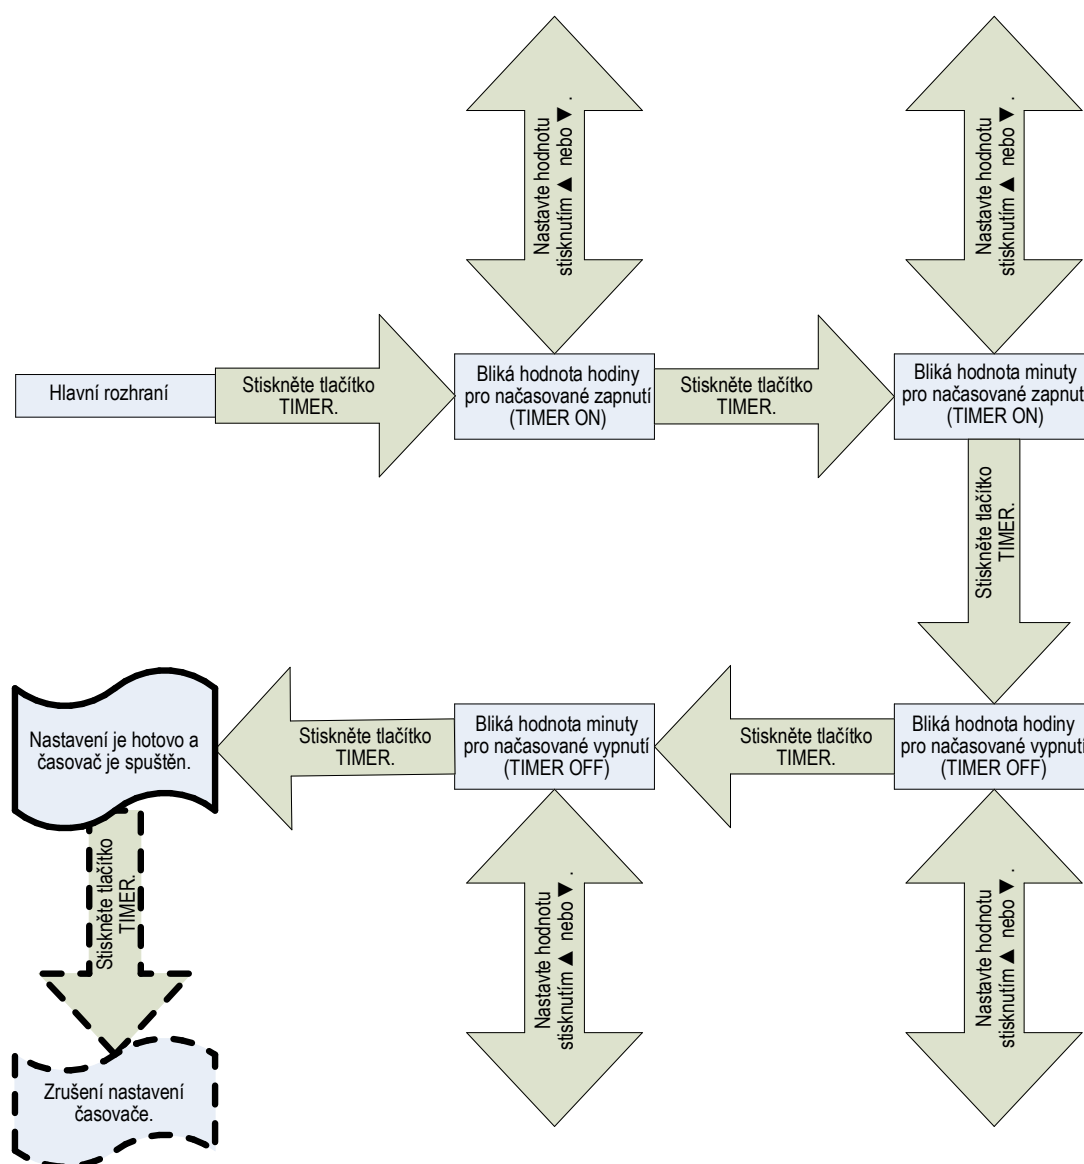 Nastavte hodnotu
stisknutím ▲ nebo ▼ .
Nastavte hodnotu
stisknutím ▲ nebo ▼ .
Hlavní rozhraní
Stiskněte tlačítko
TIMER.
Bliká hodnota hodiny
pro načasované zapnutí
(TIMER ON)
Stiskněte tlačítko
TIMER.
Bliká hodnota minuty
pro načasované zapnutí
(TIMER ON)
Stiskněte tlačítko
TIMER.
Bliká hodnota hodiny
pro načasované vypnutí
(TIMER OFF)
Stiskněte tlačítko
TIMER.
Bliká hodnota minuty
pro načasované vypnutí
(TIMER OFF)
Stiskněte tlačítko
TIMER.
Nastavení je hotovo a
časovač je spuštěn.
Stiskněte tlačítko
TIMER.
Zrušení nastavení
časovače.
Nastavte hodnotu
stisknutím ▲ nebo ▼ .
Nastavte hodnotu
stisknutím ▲ nebo ▼ .